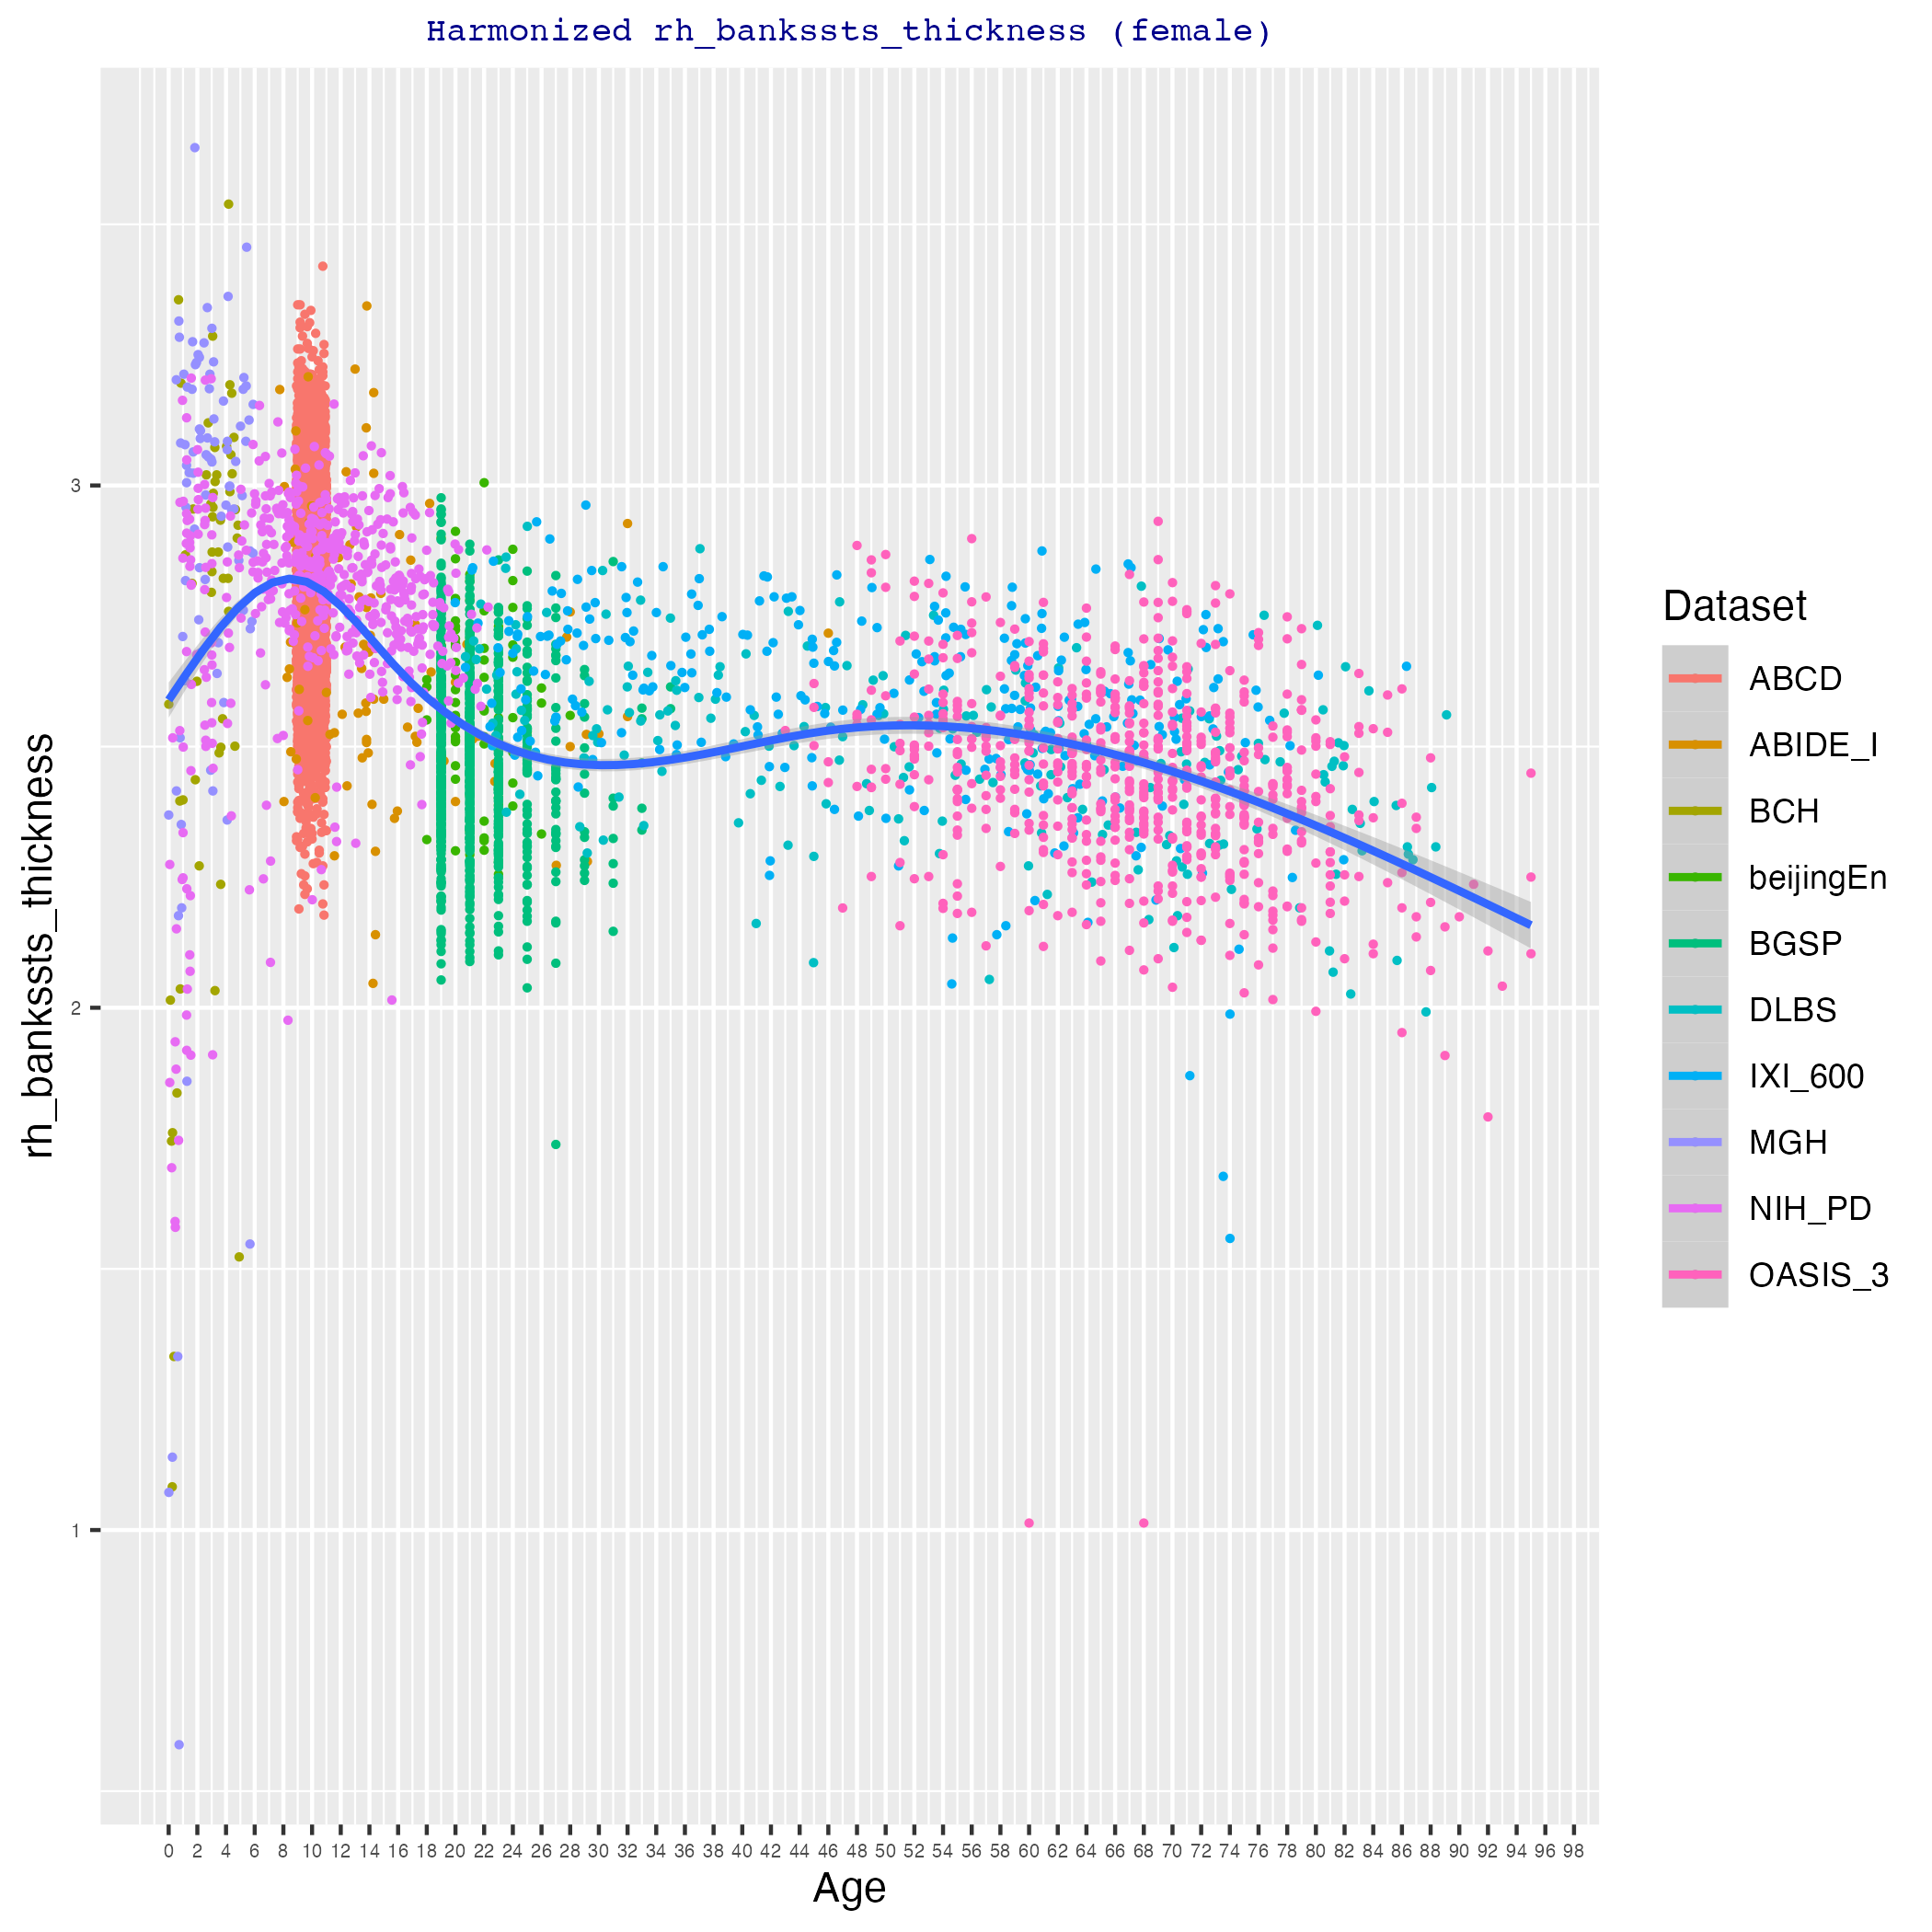 Harmonized rh_bankssts_thickness (female)
rh_bankssts_thickness
3
2
1
0 2 4 6 8 10 12 14 16 18 20 22 24 26 28 30 32 34 36 38 40 42 44 46 48 50 52 54 56 58 60 62 64 66 68 70 72 74 76 78 80 82 84 86 88 90 92 94 96 98
Age
Dataset
ABCD
ABIDE_I
BCH
beijingEn
BGSP
DLBS
IXI_600
MGH
NIH_PD
OASIS_3